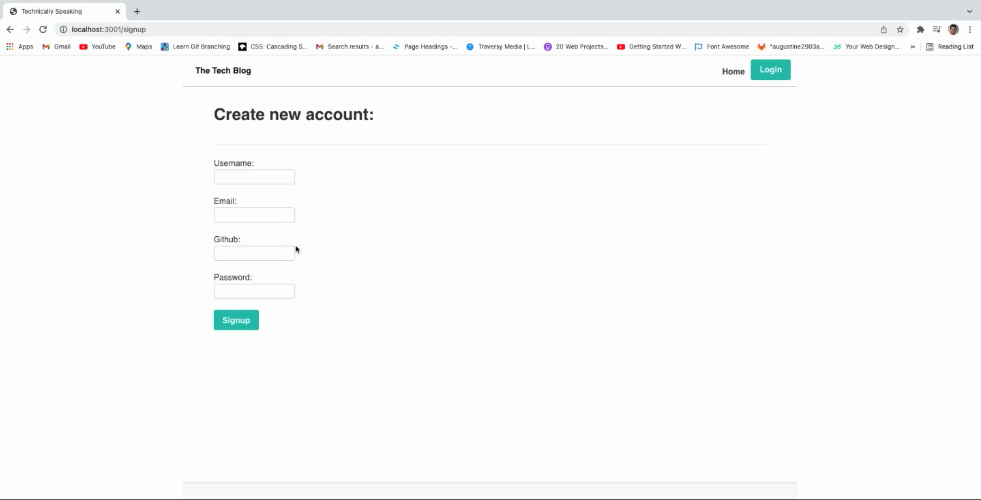 Technically Speaking
localhost:3001/signup
Apps Gmail YouTube Maps Learn Git Branching CSS: Cascading S... Search results - a... Page Headings -... Traversy Media | L... 20 Web Projects... Getting Started W... Font Awesome "augustine2903a... Your Web Design... » Reading List
The Tech Blog Home Login
Create new account:
Username:
Email:
Github:
Password:
Signup